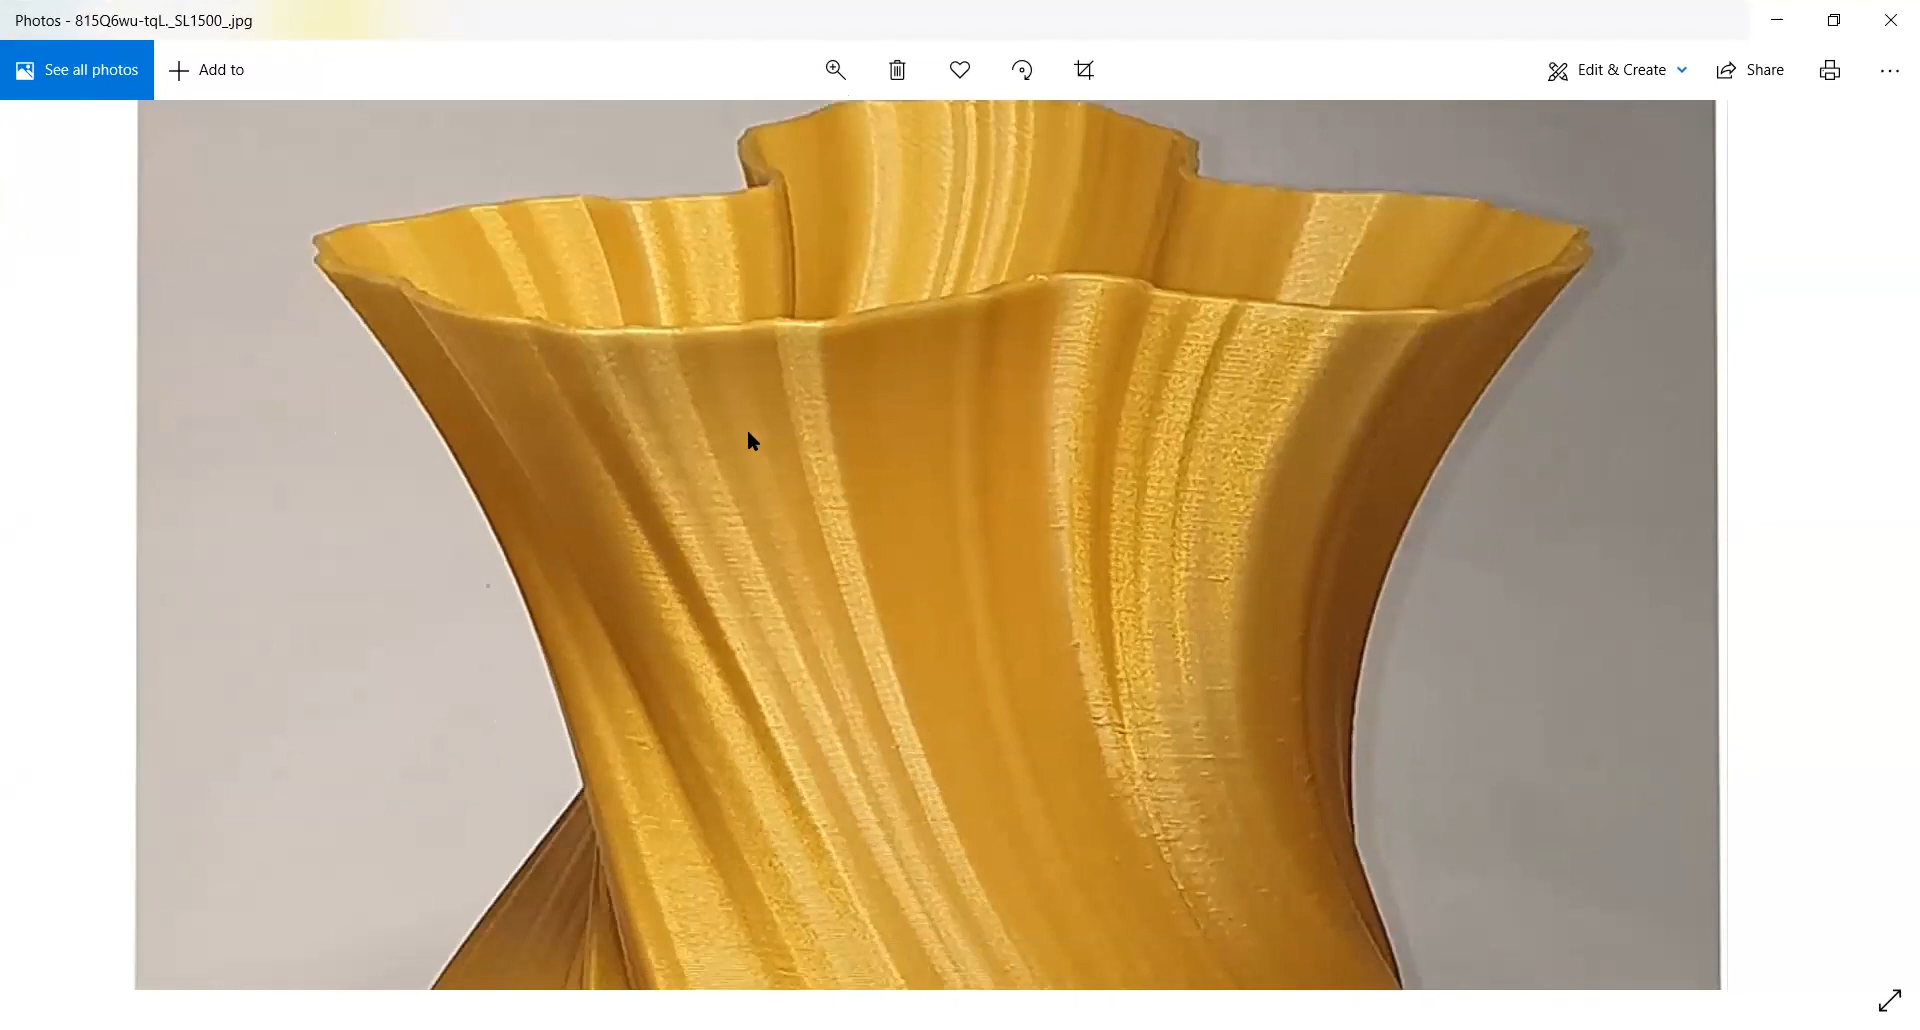 Photos - 815Q6wu-tqL._SL1500_.jpg
See all photos
Add to
Edit & Create
Share